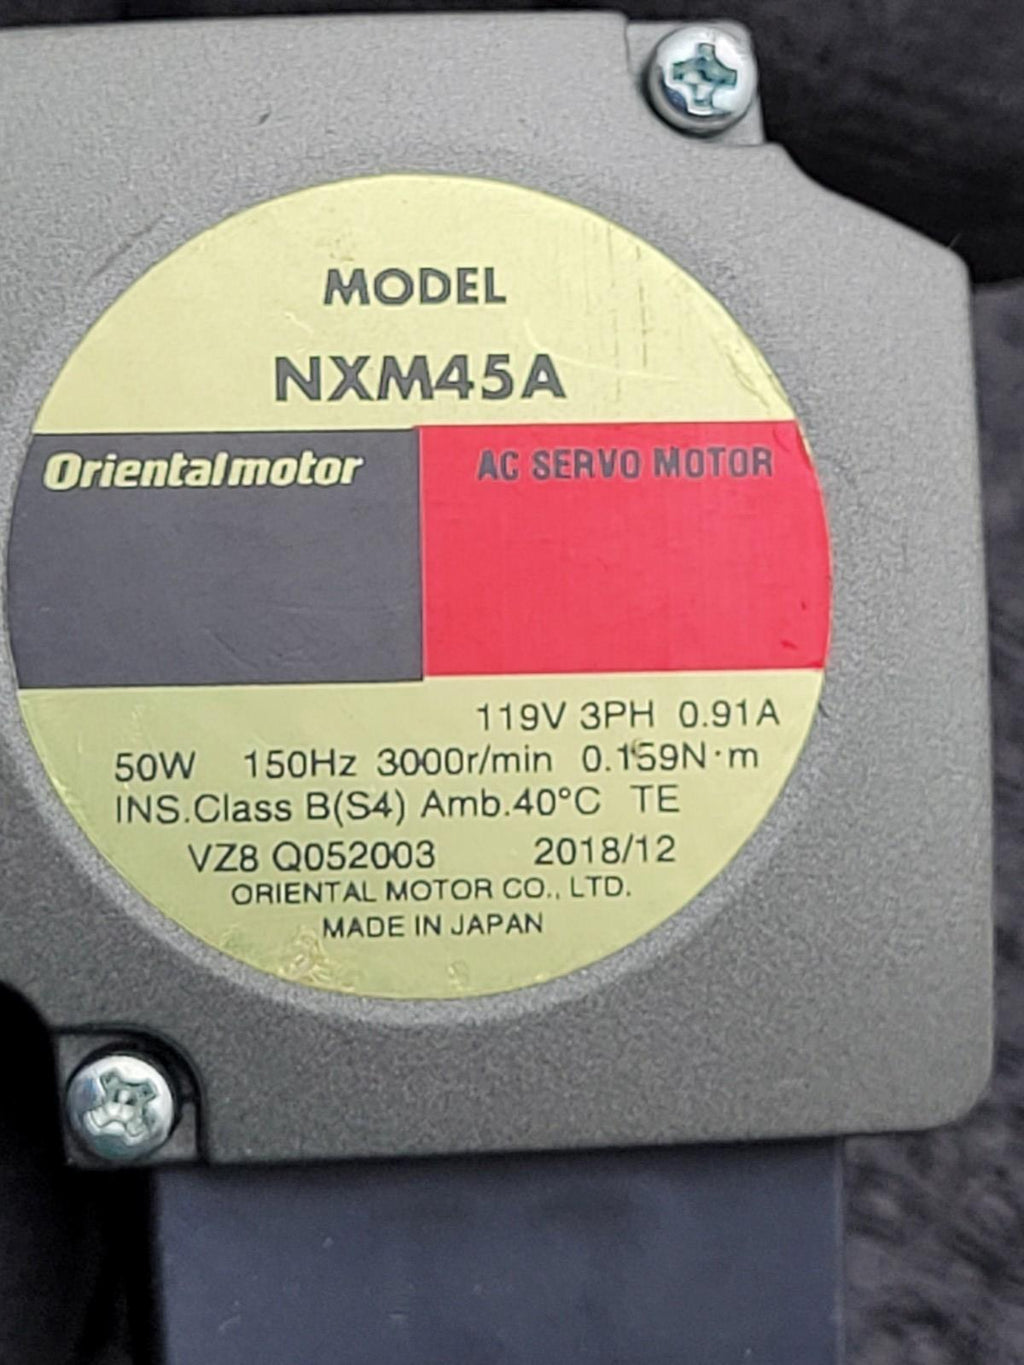 MODEL
NXM45A
Orientalmotor AC SERVO MOTOR
119V 3PH 0.91A
50W 150Hz 3000r/min 0.159N·m
INS.Class B(S4) Amb.40°C TE
VZ8 Q052003 2018/12
ORIENTAL MOTOR CO., LTD.
MADE IN JAPAN